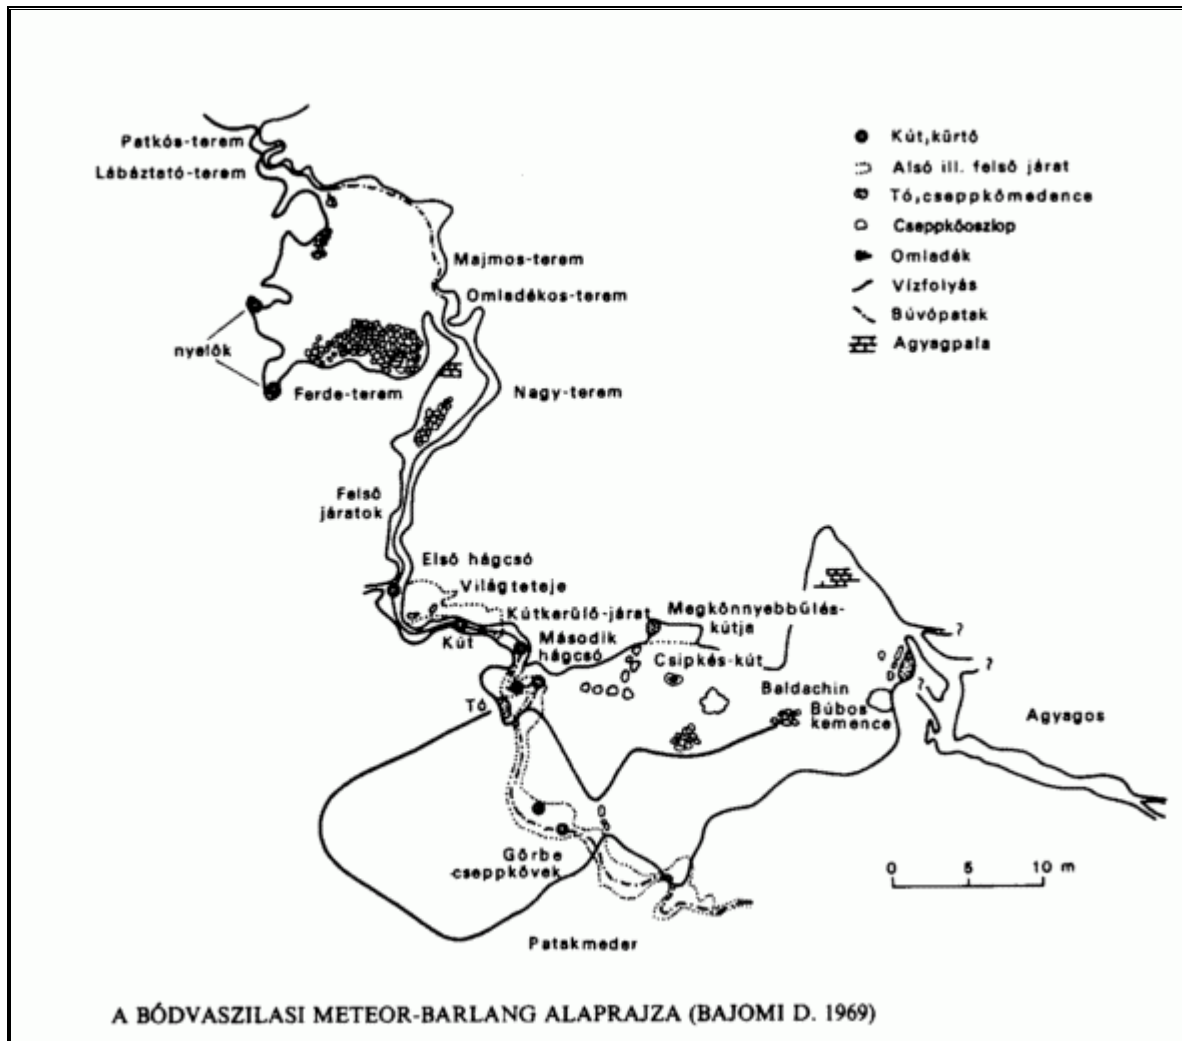 Patkós-terem
Lábáztató-terem
Majmos-terem
Omladékos-terem
nyelők
Ferde-terem
Nagy-terem
Felső
járatok
Első hágcsó
Világteteje
Kútkerülő-járat
Kút
Második
hágcsó
Megkönnyebbülés-
kútja
Csipkés-kút
Tó
Baldachin
Búbos
kemence
?
?
?
Agyagos
Görbe
cseppkövek
Patakmeder
Kút,kürtő
Alsó ill. felső járat
Tó,cseppkőmedence
Cseppkőoszlop
Omladék
Vízfolyás
Búvópatak
Agyagpala
0 5 10 m
A BÓDVASZILASI METEOR-BARLANG ALAPRAJZA (BAJOMI D. 1969)